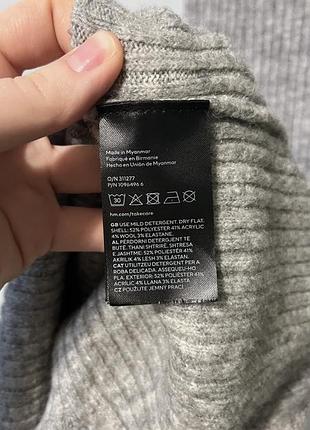 Made in Myanmar
Fabriqué en Birmanie
Hecho en Unión de Myanmar
O/N 311277
P/N 1096496 6
30
hm.com/takecare
GB USE MILD DETERGENT. DRY FLAT.
SHELL: 52% POLYESTER 41% ACRYLIC
4% WOOL 3% ELASTANE.
AL PËRDORNI DETERGJENT TË
BUTË. THANI SHTRIRË. SHTRESA
E JASHTME: 52% POLIESTËR 41%
AKRILIK 4% LESH 3% ELASTAN.
CAT UTILITZEU DETERGENT PER A
ROBA DELICADA. ASSEQUEU-HO
PLA. EXTERIOR: 52% POLIÈSTER 41%
ACRÍLIC 4% LLANA 3% ELASTÀ
CZ POUŽIJTE JEMNÝ PRACÍ